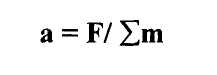 a = F/ ∑m